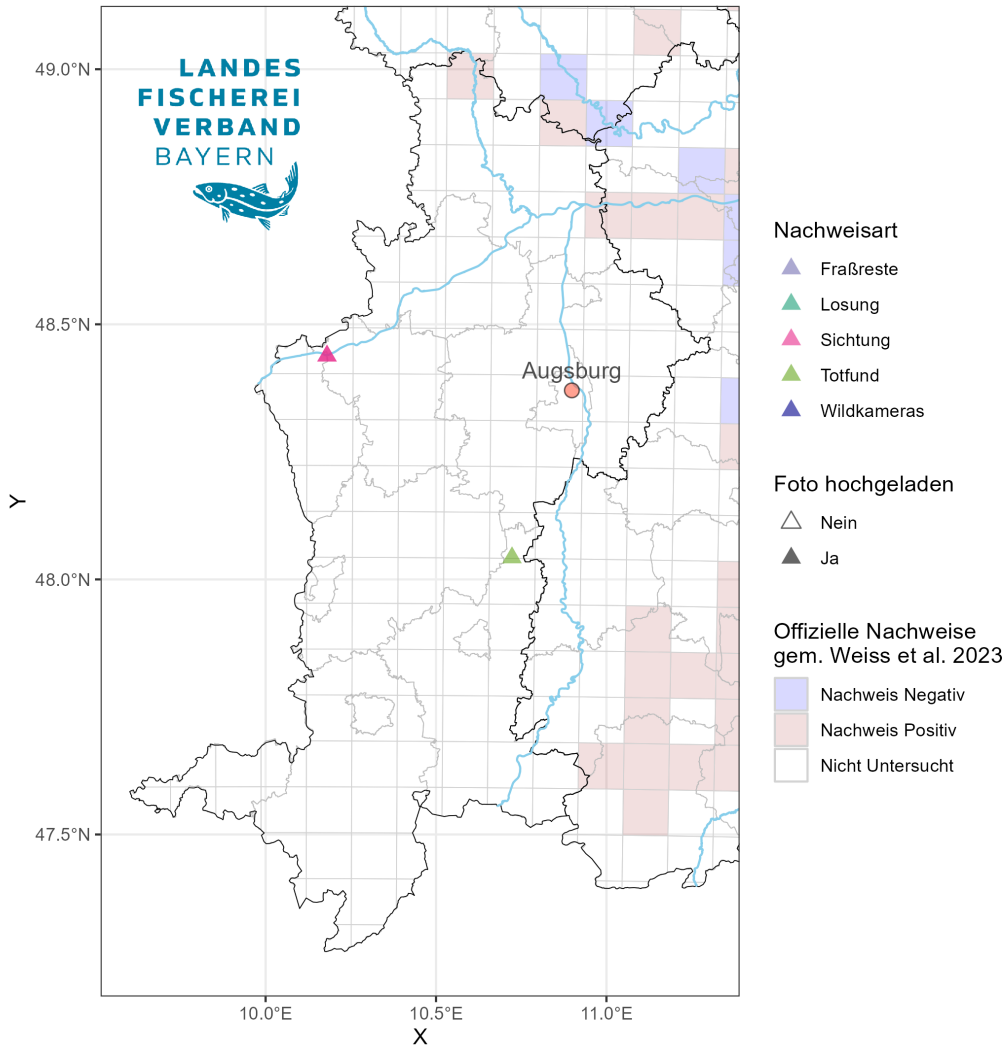 LANDES
FISCHEREI
VERBAND
BAYERN
49.0°N
48.5°N
48.0°N
47.5°N
Y
Augsburg
10.0°E
10.5°E
11.0°E
X
Nachweisart
Fraßreste
Losung
Sichtung
Totfund
Wildkameras
Foto hochgeladen
Nein
Ja
Offizielle Nachweise
gem. Weiss et al. 2023
Nachweis Negativ
Nachweis Positiv
Nicht Untersucht